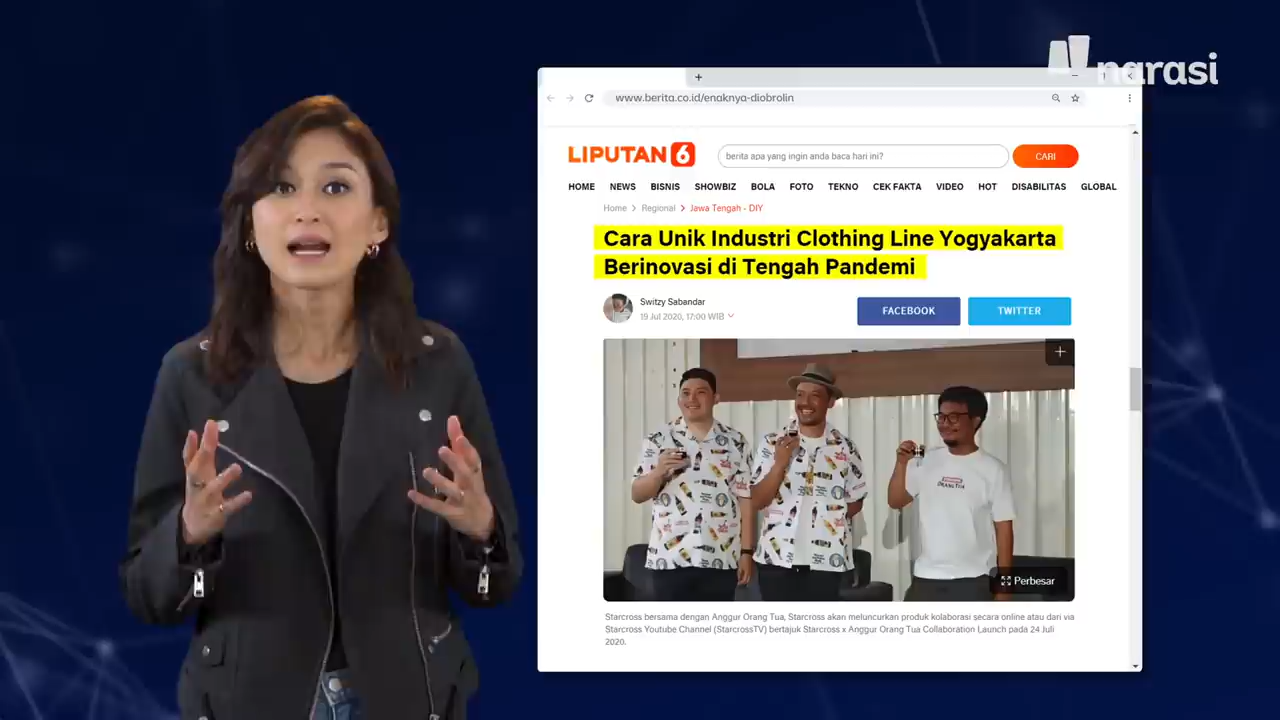 narasi
www.berita.co.id/enaknya-diobrolin
LIPUTAN 6
berita apa yang ingin anda baca hari ini?
CARI
HOME NEWS BISNIS SHOWBIZ BOLA FOTO TEKNO CEK FAKTA VIDEO HOT DISABILITAS GLOBAL
Home > Regional > Jawa Tengah - DIY
Cara Unik Industri Clothing Line Yogyakarta
Berinovasi di Tengah Pandemi
Switzy Sabandar
19 Jul 2020, 17:00 WIB
FACEBOOK
TWITTER
ORANG TUA
Perbesar
Starcross bersama dengan Anggur Orang Tua, Starcross akan meluncurkan produk kolaborasi secara online atau dari via
Starcross Youtube Channel (StarcrossTV) bertajuk Starcross x Anggur Orang Tua Collaboration Launch pada 24 Juli
2020.